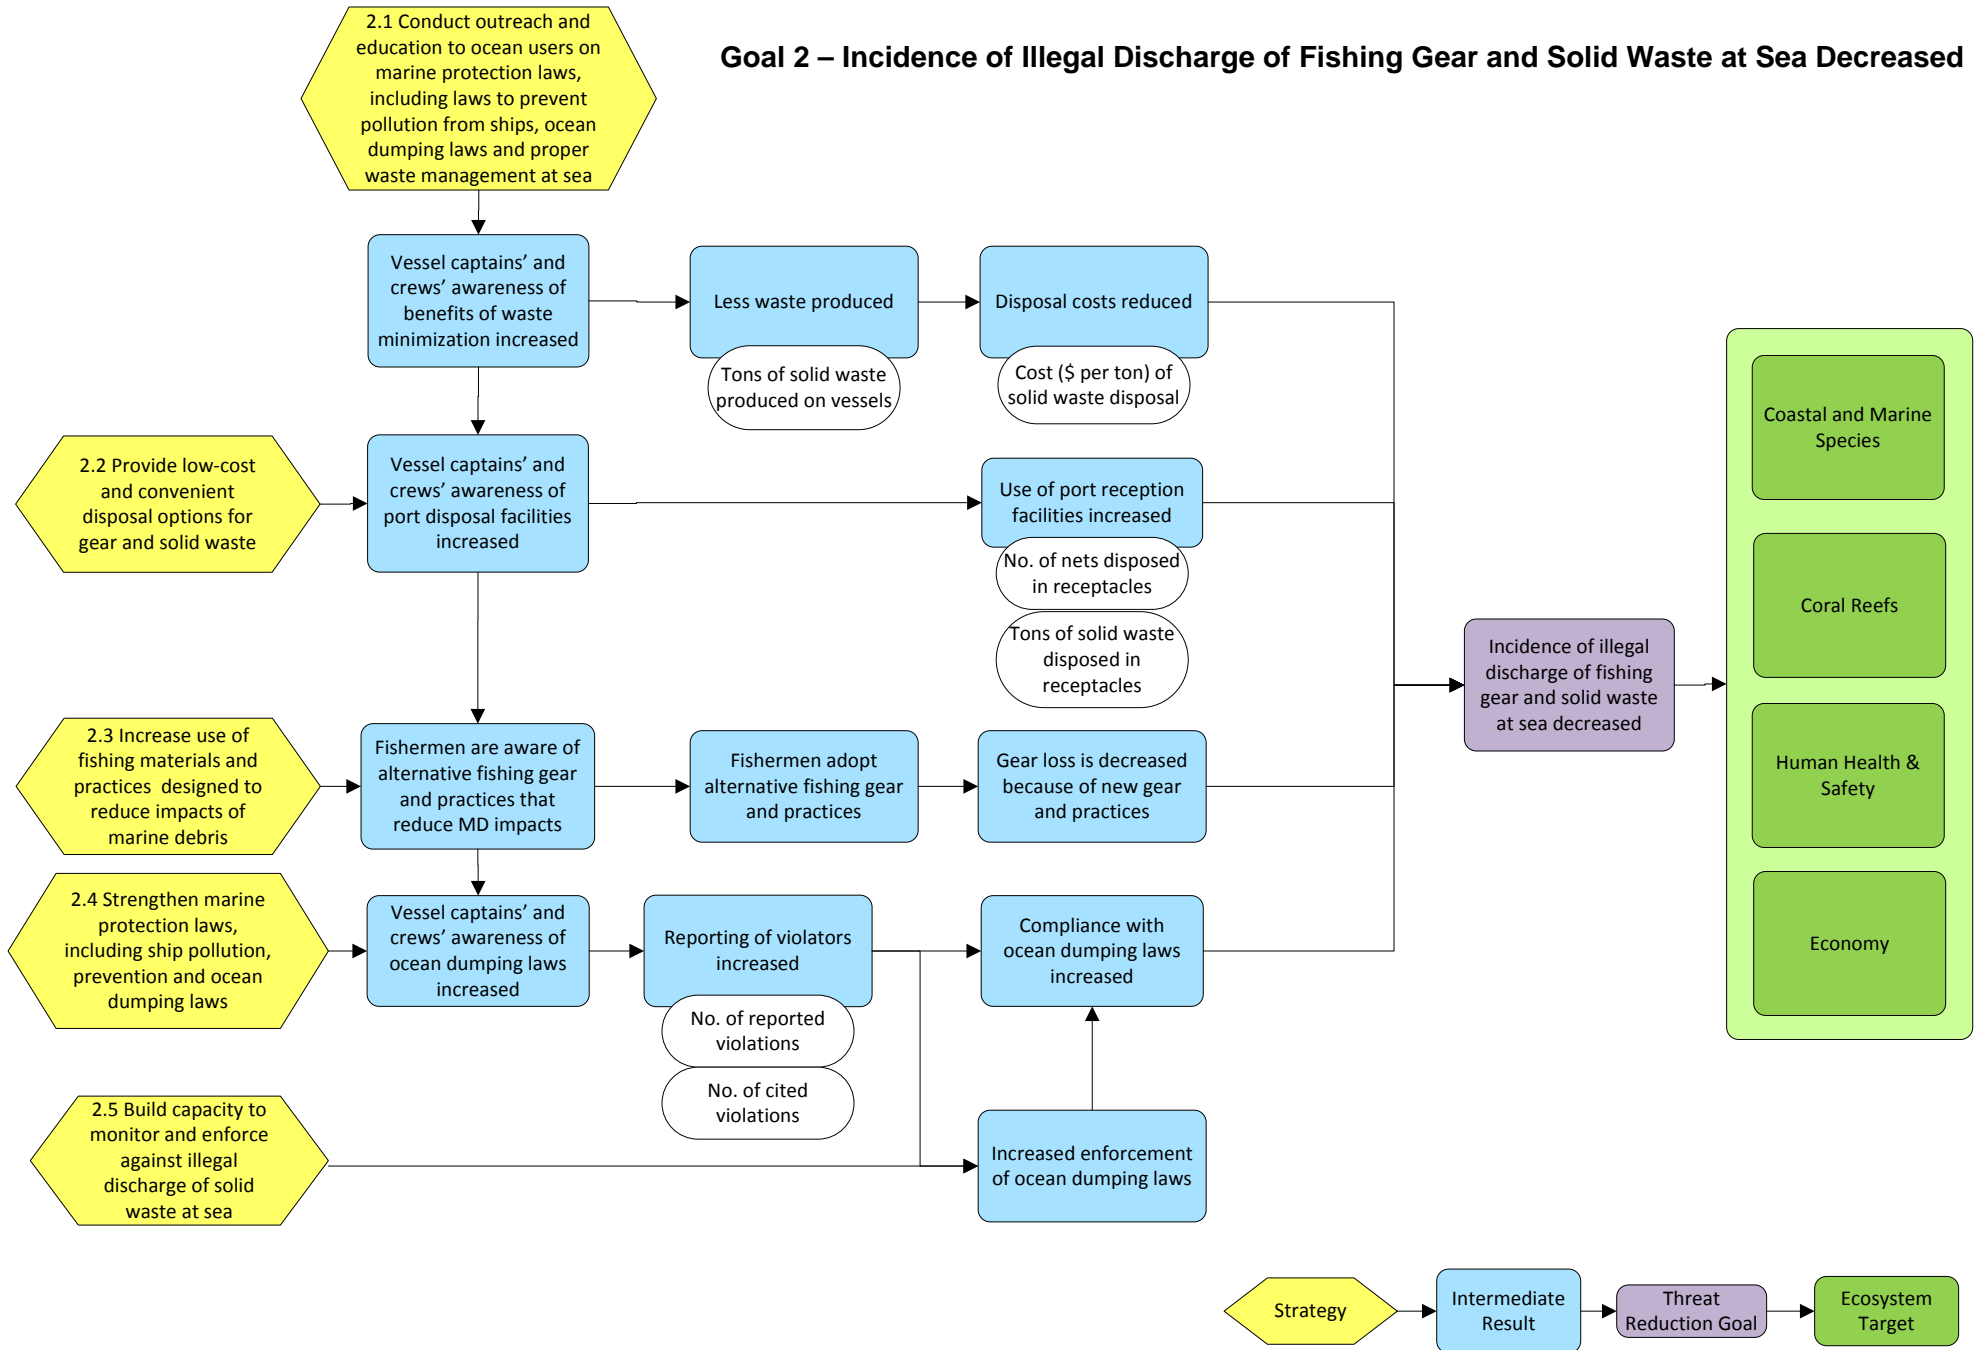 Goal 2 – Incidence of Illegal Discharge of Fishing Gear and Solid Waste at Sea Decreased
2.1 Conduct outreach and
education to ocean users on
marine protection laws,
including laws to prevent
pollution from ships, ocean
dumping laws and proper
waste management at sea
Vessel captains’ and
crews’ awareness of
benefits of waste
minimization increased
Less waste produced
Tons of solid waste
produced on vessels
Disposal costs reduced
Cost ($ per ton) of
solid waste disposal
2.2 Provide low-cost
and convenient
disposal options for
gear and solid waste
Vessel captains’ and
crews’ awareness of
port disposal facilities
increased
Use of port reception
facilities increased
No. of nets disposed
in receptacles
Tons of solid waste
disposed in
receptacles
2.3 Increase use of
fishing materials and
practices designed to
reduce impacts of
marine debris
Fishermen are aware of
alternative fishing gear
and practices that
reduce MD impacts
Fishermen adopt
alternative fishing gear
and practices
Gear loss is decreased
because of new gear
and practices
2.4 Strengthen marine
protection laws,
including ship pollution,
prevention and ocean
dumping laws
Vessel captains’ and
crews’ awareness of
ocean dumping laws
increased
Reporting of violators
increased
No. of reported
violations
No. of cited
violations
Compliance with
ocean dumping laws
increased
2.5 Build capacity to
monitor and enforce
against illegal
discharge of solid
waste at sea
Increased enforcement
of ocean dumping laws
Incidence of illegal
discharge of fishing
gear and solid waste
at sea decreased
Coastal and Marine
Species
Coral Reefs
Human Health &
Safety
Economy
Strategy
Intermediate
Result
Threat
Reduction Goal
Ecosystem
Target